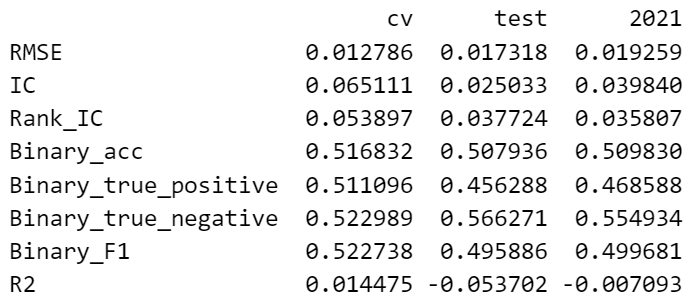 cv test 2021
RMSE 0.012786 0.017318 0.019259
IC 0.065111 0.025033 0.039840
Rank_IC 0.053897 0.037724 0.035807
Binary_acc 0.516832 0.507936 0.509830
Binary_true_positive 0.511096 0.456288 0.468588
Binary_true_negative 0.522989 0.566271 0.554934
Binary_F1 0.522738 0.495886 0.499681
R2 0.014475 -0.053702 -0.007093